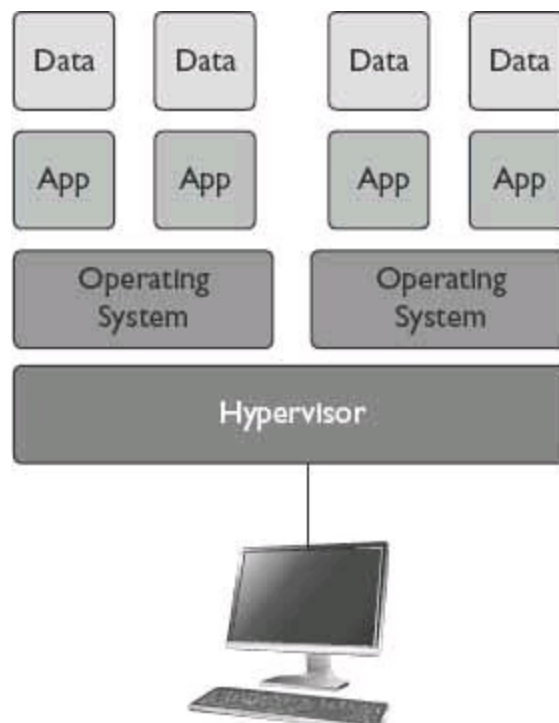 Data
Data
Data
Data
App
App
App
App
Operating
System
Operating
System
Hypervisor